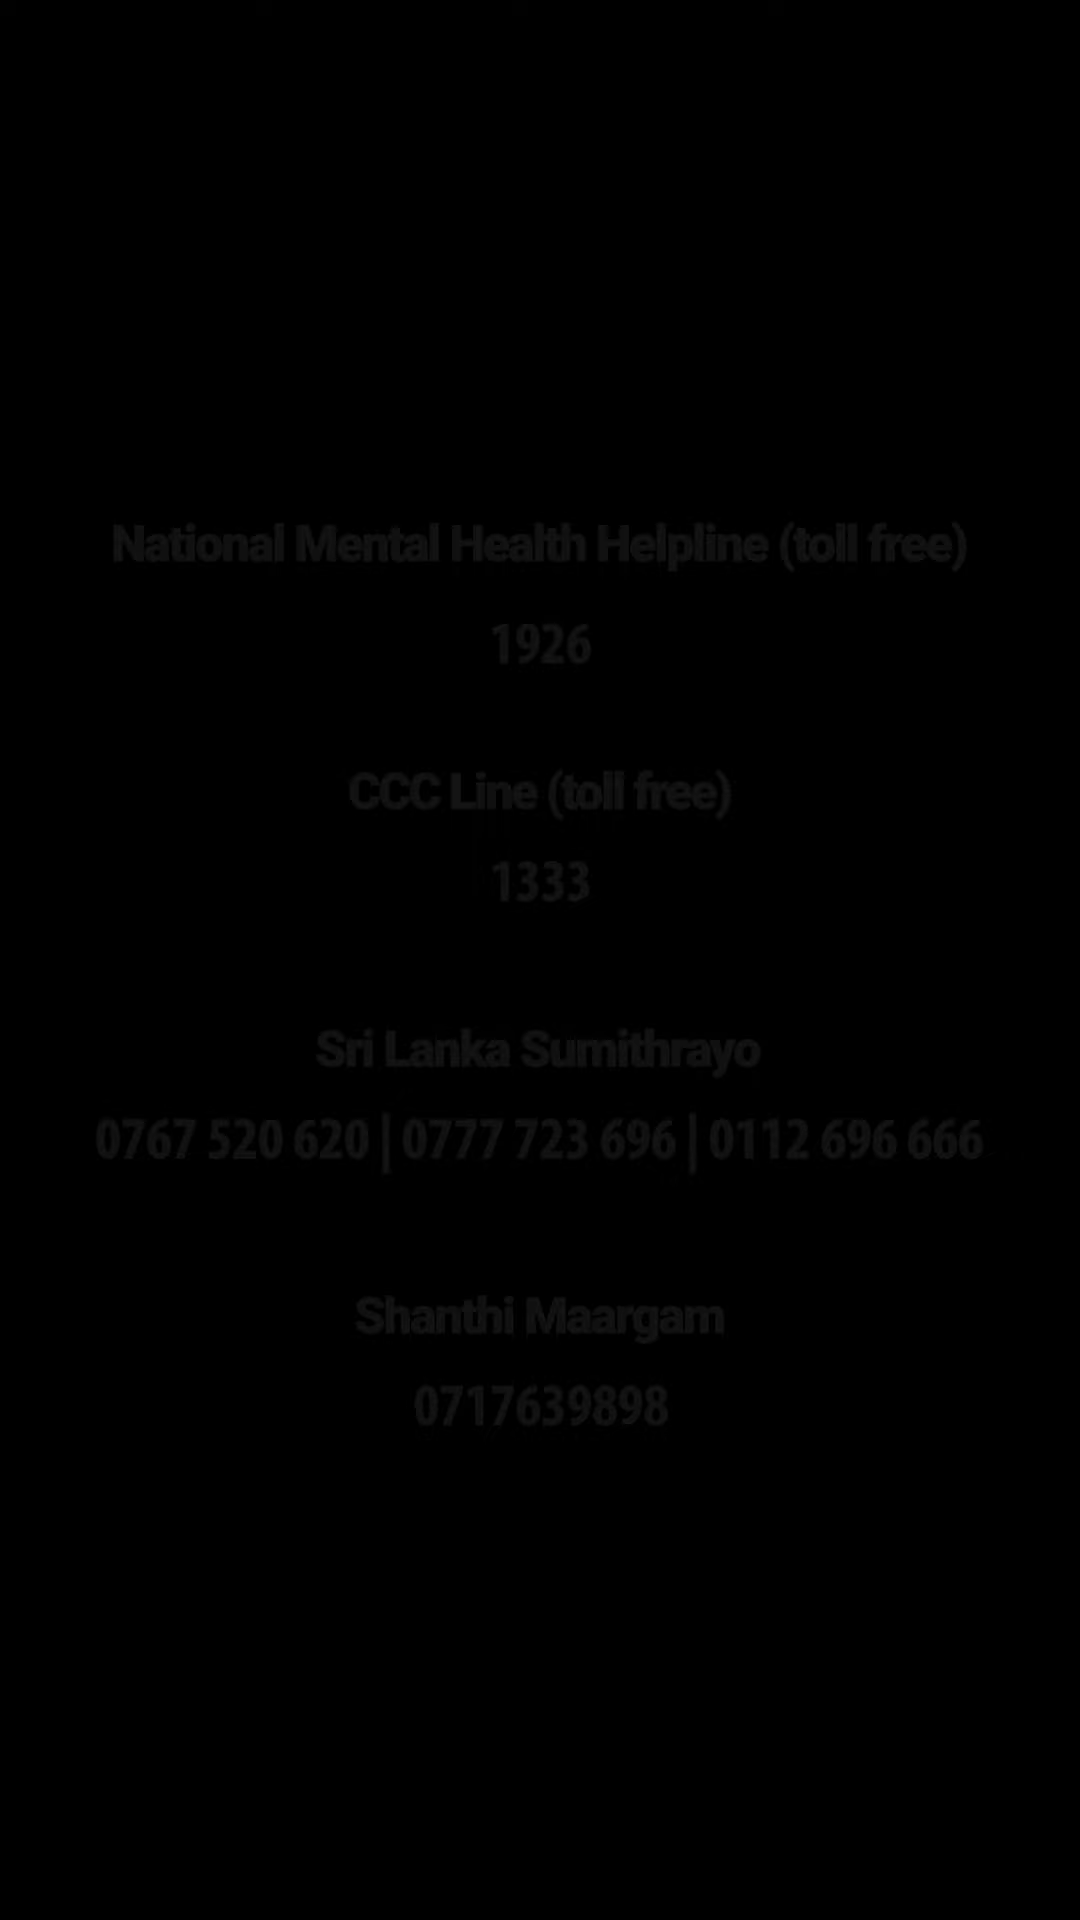 National Mental Health Helpline (toll free)
1926
CCC Line (toll free)
1333
Sri Lanka Sumithrayo
0767 520 620 | 0777 723 696 | 0112 696 666
Shanthi Maargam
0717639898